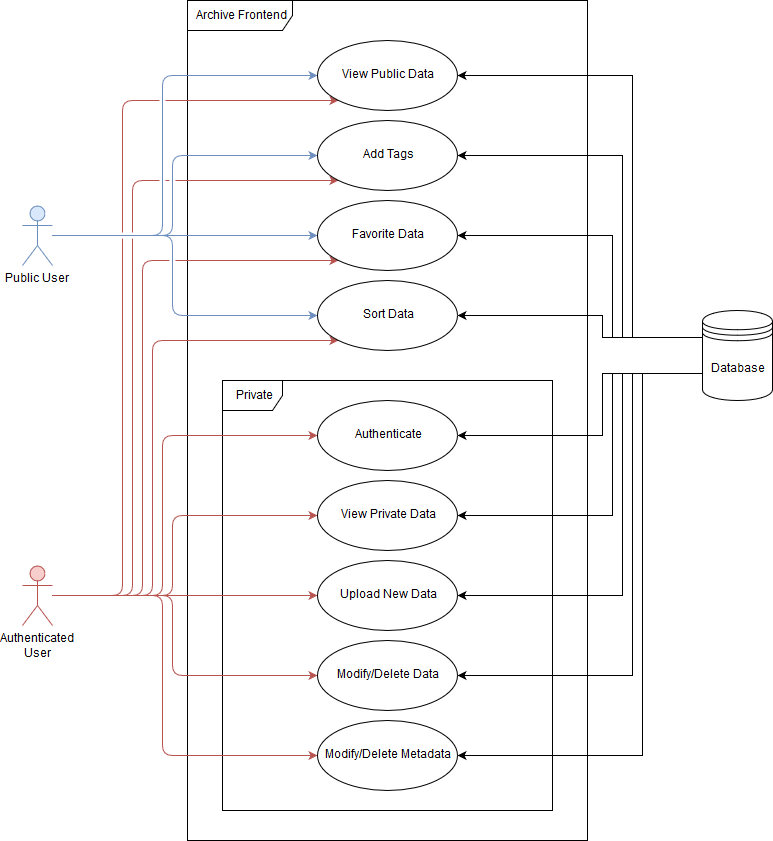 Archive Frontend
View Public Data
Add Tags
Favorite Data
Public User
Sort Data
Database
Private
Authenticate
View Private Data
Upload New Data
Authenticated
User
Modify/Delete Data
Modify/Delete Metadata